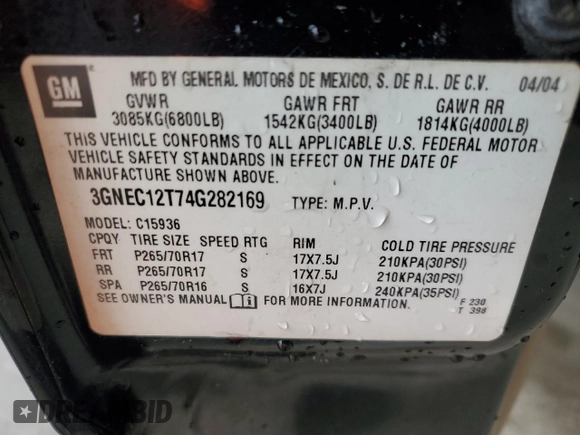 GM
MFD BY GENERAL MOTORS DE MEXICO, S. DE R.L. DE C.V. 04/04
GVWR GAWR FRT GAWR RR
3085KG(6800LB) 1542KG(3400LB) 1814KG(4000LB)
THIS VEHICLE CONFORMS TO ALL APPLICABLE U.S. FEDERAL MOTOR
VEHICLE SAFETY STANDARDS IN EFFECT ON THE DATE OF
MANUFACTURE SHOWN ABOVE.
3GNEC12T74G282169 TYPE: M.P.V.
MODEL: C15936
CPQY TIRE SIZE SPEED RTG RIM COLD TIRE PRESSURE
FRT P265/70R17 S 17X7.5J 210KPA(30PSI)
RR P265/70R17 S 17X7.5J 210KPA(30PSI)
SPA P265/70R16 S 16X7J 240KPA(35PSI)
SEE OWNER'S MANUAL FOR MORE INFORMATION. F 230
T 398
DREAMBID